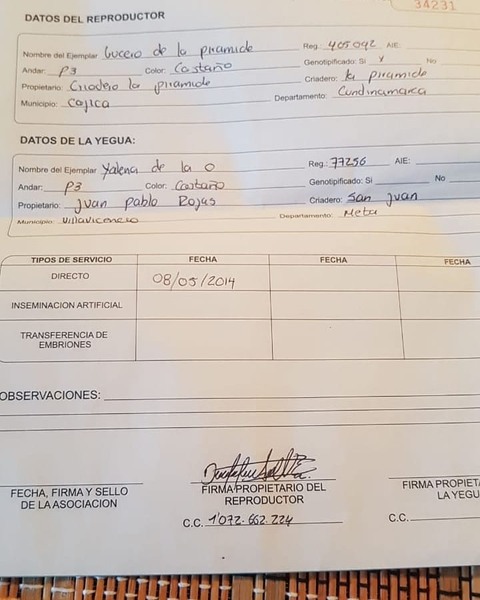 34231
DATOS DEL REPRODUCTOR
Nombre del Ejemplar Lucero de la piramide Reg. 405092 AIE:
Andar: P3 Color: Castaño Genotipificado: Si x No
Propietario: Criadero la piramide Criadero: la piramide
Municipio: Cajica Departamento: Cundinamarca
DATOS DE LA YEGUA:
Nombre del Ejemplar Yalena de la O Reg.: 77256 AIE:
Andar: P3 Color: Castaño Genotipificado: Si No
Propietario: Juan Pablo Rojas Criadero: San Juan
Municipio: Villavicencio Departamento: Meta
TIPOS DE SERVICIO FECHA FECHA FECHA
DIRECTO 08/05/2014
INSEMINACION ARTIFICIAL
TRANSFERENCIA DE
EMBRIONES
OBSERVACIONES:
FECHA, FIRMA Y SELLO FIRMA PROPIETARIO DEL FIRMA
DE LA ASOCIACION REPRODUCTOR LA
C.C. 1'072.662.224 C.C.